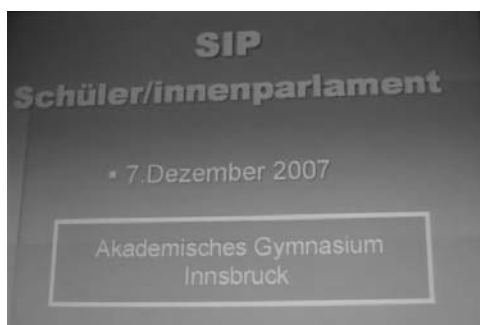 SIP
Schüler/innenparlament
▪ 7.Dezember 2007
Akademisches Gymnasium
Innsbruck